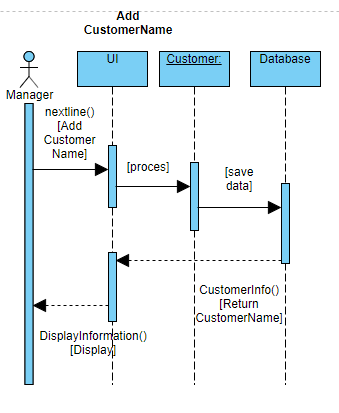 Add
CustomerName
UI
Customer:
Database
Manager
nextline()
[Add
Customer
Name]
[proces]
[save
data]
CustomerInfo()
[Return
CustomerName]
DisplayInformation()
[Display]